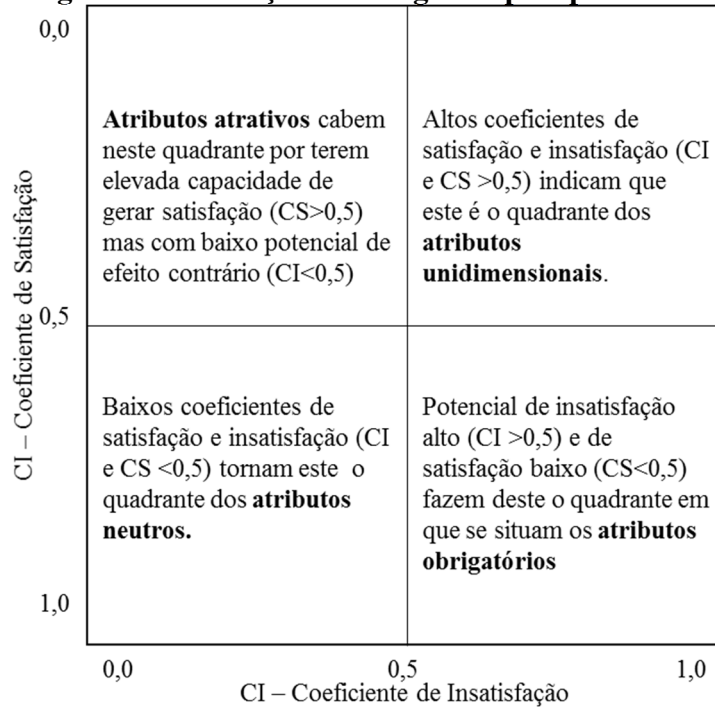 0,0
Atributos atrativos cabem
neste quadrante por terem
elevada capacidade de
gerar satisfação (CS>0,5)
mas com baixo potencial de
efeito contrário (CI<0,5)
Altos coeficientes de
satisfação e insatisfação (CI
e CS >0,5) indicam que
este é o quadrante dos
atributos
unidimensionais.
CI – Coeficiente de Satisfação
0,5
Baixos coeficientes de
satisfação e insatisfação (CI
e CS <0,5) tornam este o
quadrante dos atributos
neutros.
Potencial de insatisfação
alto (CI >0,5) e de
satisfação baixo (CS<0,5)
fazem deste o quadrante em
que se situam os atributos
obrigatórios
1,0
0,0 0,5 1,0
CI – Coeficiente de Insatisfação